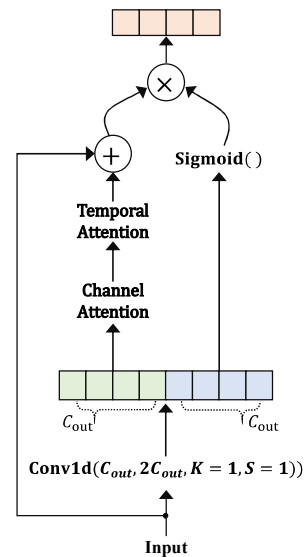 ×
+
Sigmoid( )
Temporal
Attention
Channel
Attention
C_out C_out
Conv1d(C_out, 2C_out, K = 1, S = 1))
Input